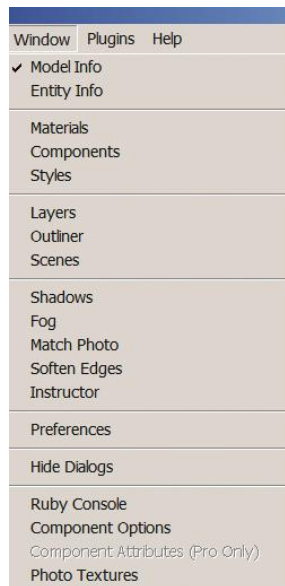 Window Plugins Help
Model Info
Entity Info
Materials
Components
Styles
Layers
Outliner
Scenes
Shadows
Fog
Match Photo
Soften Edges
Instructor
Preferences
Hide Dialogs
Ruby Console
Component Options
Component Attributes (Pro Only)
Photo Textures